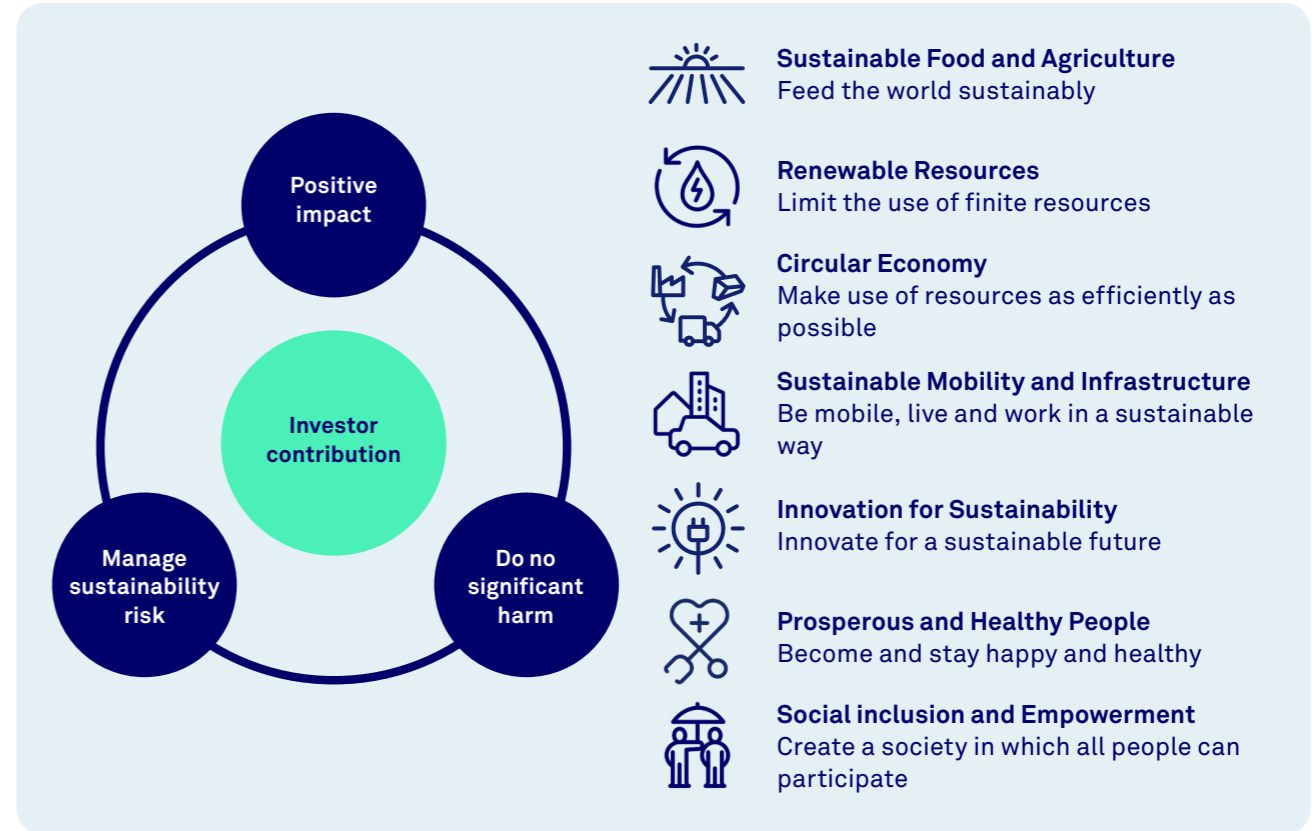 Positive
impact
Investor
contribution
Manage
sustainability
risk
Do no
significant
harm
Sustainable Food and Agriculture
Feed the world sustainably
Renewable Resources
Limit the use of finite resources
Circular Economy
Make use of resources as efficiently as
possible
Sustainable Mobility and Infrastructure
Be mobile, live and work in a sustainable
way
Innovation for Sustainability
Innovate for a sustainable future
Prosperous and Healthy People
Become and stay happy and healthy
Social inclusion and Empowerment
Create a society in which all people can
participate